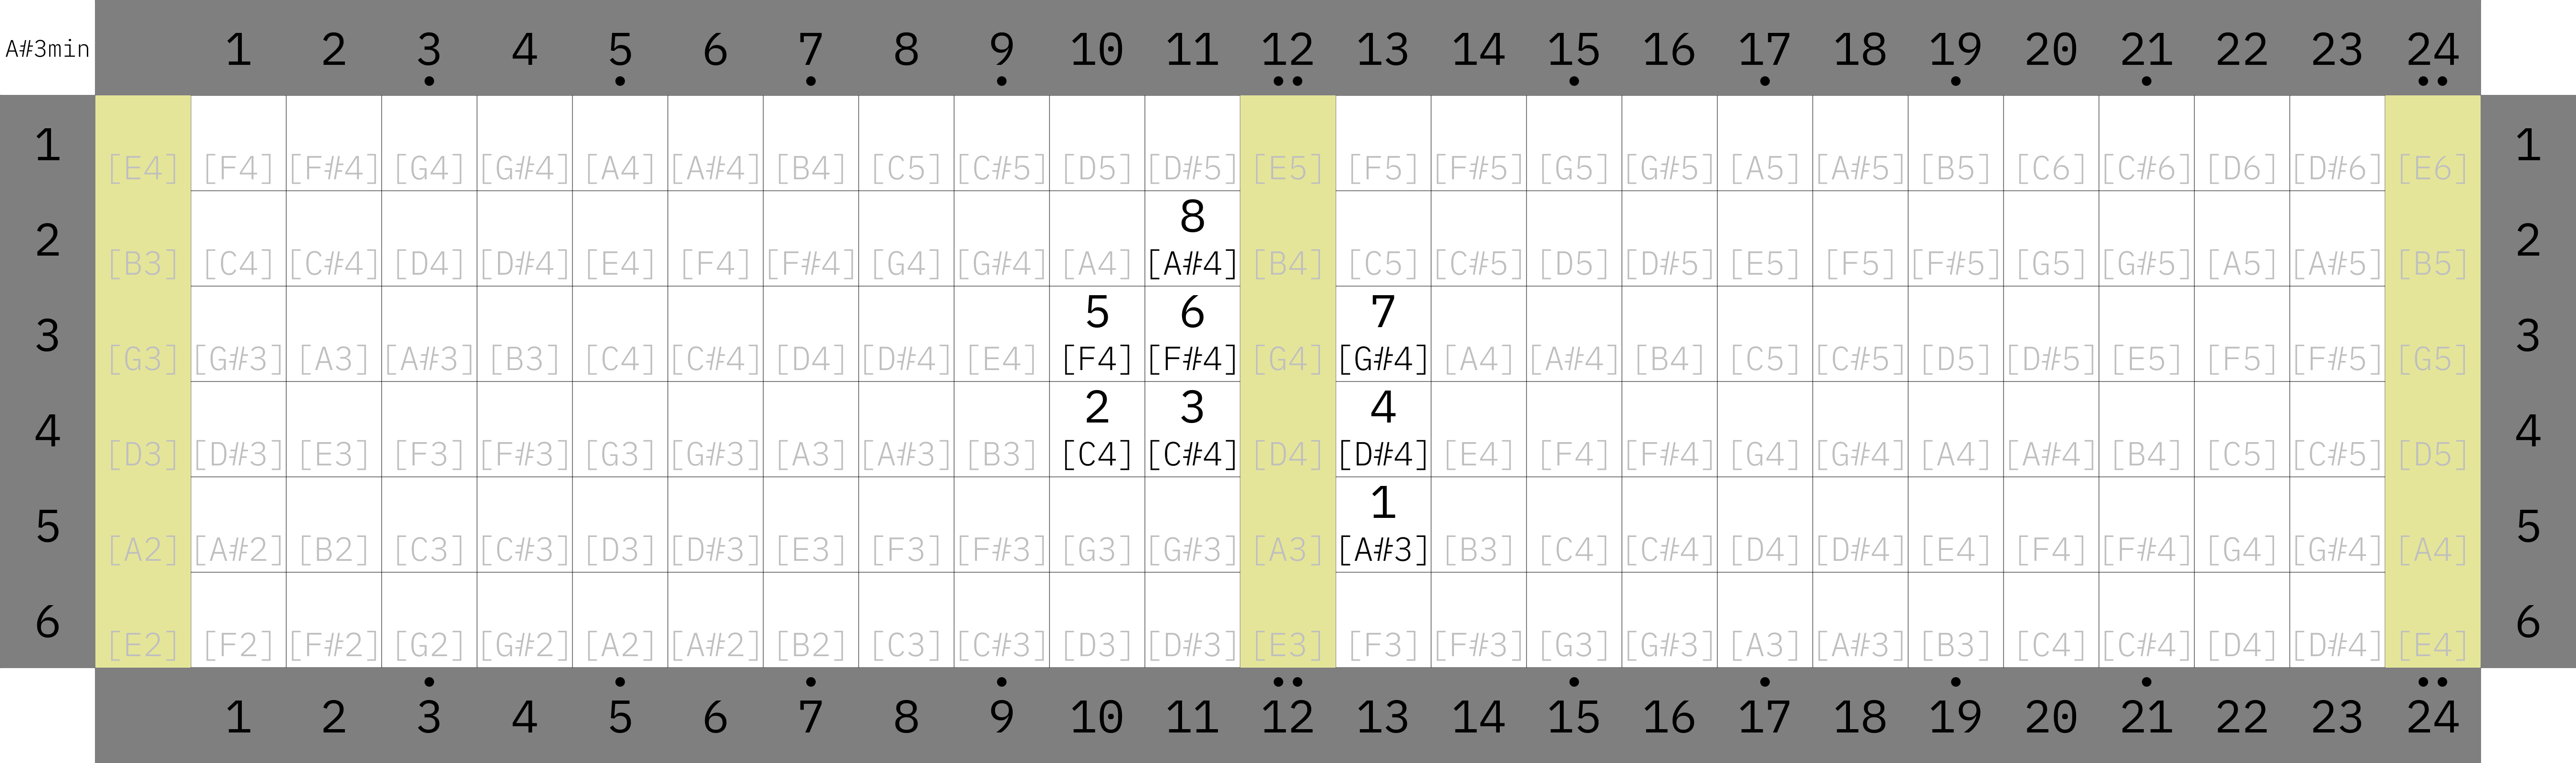 A#3min 1 2 3 4 5 6 7 8 9 10 11 12 13 14 15 16 17 18 19 20 21 22 23 24
1 [E4] [F4] [F#4] [G4] [G#4] [A4] [A#4] [B4] [C5] [C#5] [D5] [D#5] [E5] [F5] [F#5] [G5] [G#5] [A5] [A#5] [B5] [C6] [C#6] [D6] [D#6] [E6] 1
8
2 [B3] [C4] [C#4] [D4] [D#4] [E4] [F4] [F#4] [G4] [G#4] [A4] [A#4] [B4] [C5] [C#5] [D5] [D#5] [E5] [F5] [F#5] [G5] [G#5] [A5] [A#5] [B5] 2
5 6 7
3 [G3] [G#3] [A3] [A#3] [B3] [C4] [C#4] [D4] [D#4] [E4] [F4] [F#4] [G4] [G#4] [A4] [A#4] [B4] [C5] [C#5] [D5] [D#5] [E5] [F5] [F#5] [G5] 3
2 3 4
4 [D3] [D#3] [E3] [F3] [F#3] [G3] [G#3] [A3] [A#3] [B3] [C4] [C#4] [D4] [D#4] [E4] [F4] [F#4] [G4] [G#4] [A4] [A#4] [B4] [C5] [C#5] [D5] 4
1
5 [A2] [A#2] [B2] [C3] [C#3] [D3] [D#3] [E3] [F3] [F#3] [G3] [G#3] [A3] [A#3] [B3] [C4] [C#4] [D4] [D#4] [E4] [F4] [F#4] [G4] [G#4] [A4] 5
6 [E2] [F2] [F#2] [G2] [G#2] [A2] [A#2] [B2] [C3] [C#3] [D3] [D#3] [E3] [F3] [F#3] [G3] [G#3] [A3] [A#3] [B3] [C4] [C#4] [D4] [D#4] [E4] 6
1 2 3 4 5 6 7 8 9 10 11 12 13 14 15 16 17 18 19 20 21 22 23 24